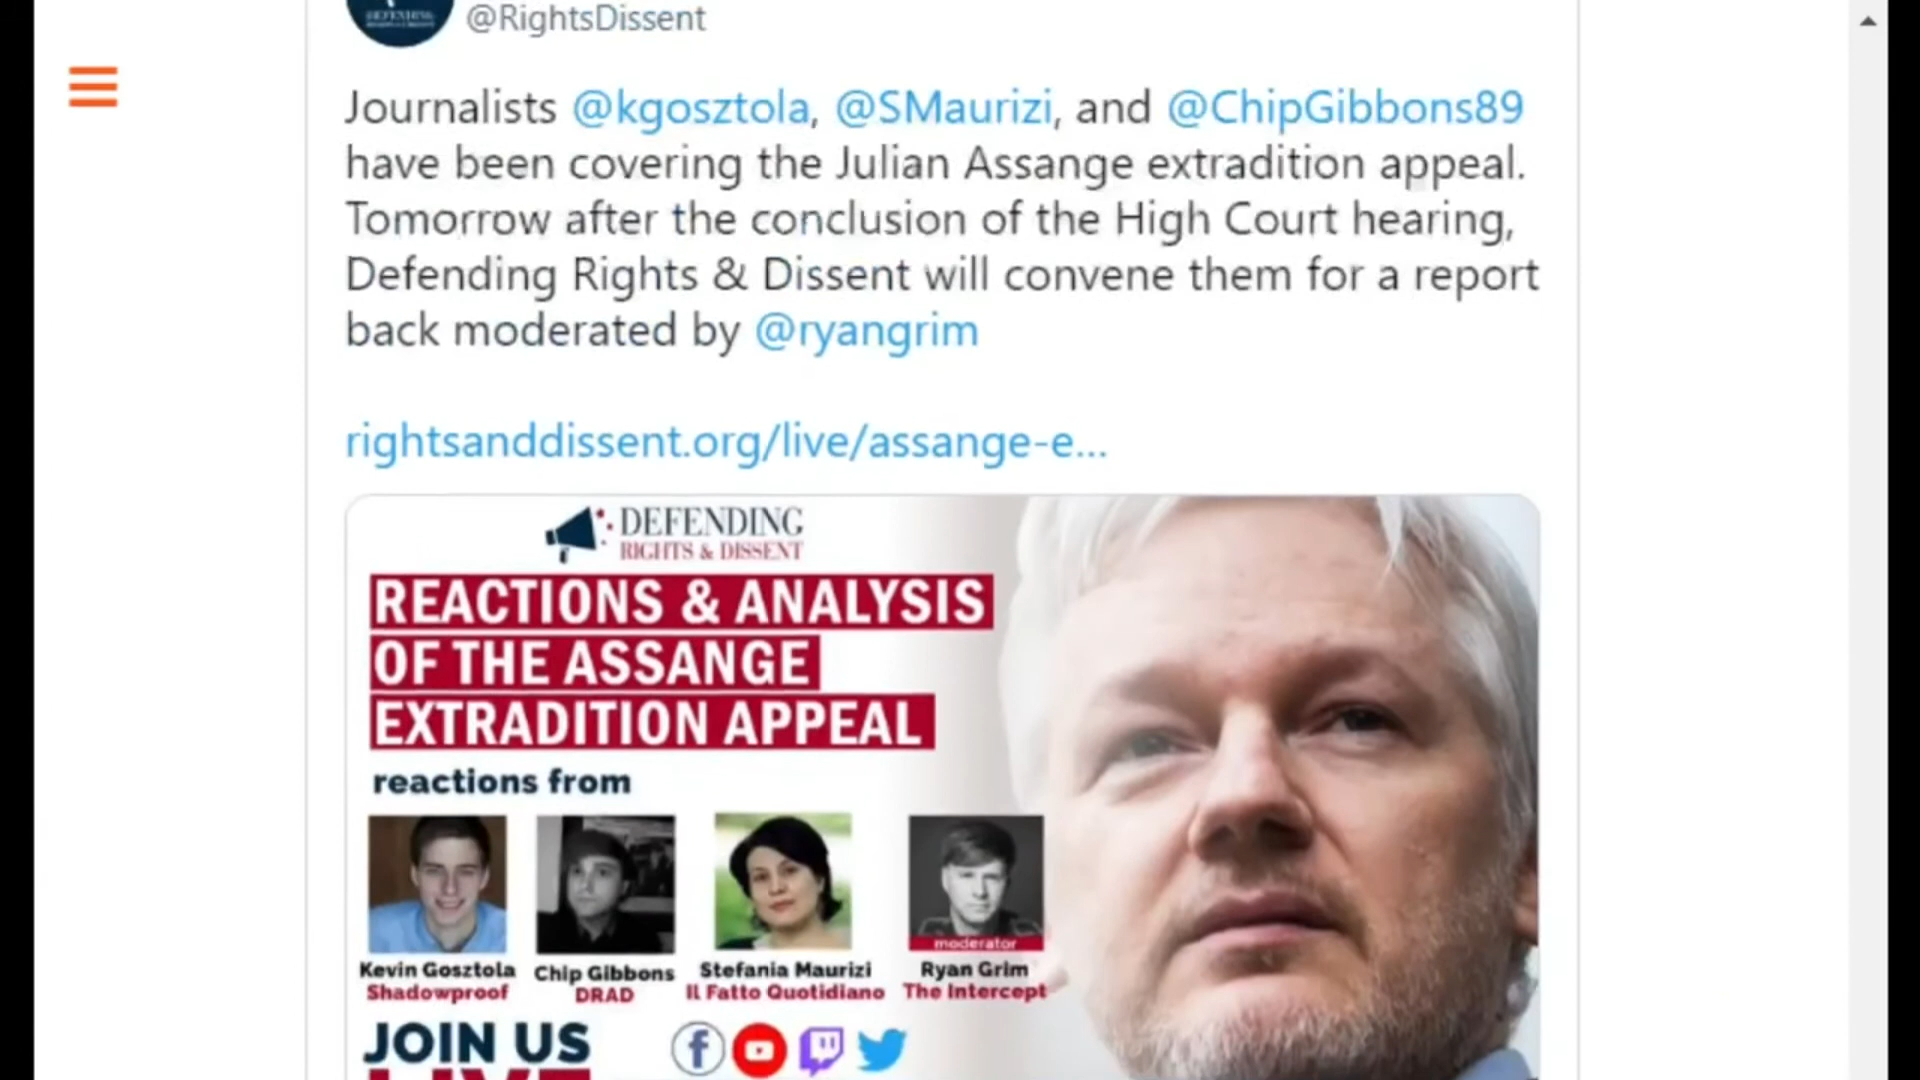 @RightsDissent
Journalists @kgosztola, @SMaurizi, and @ChipGibbons89
have been covering the Julian Assange extradition appeal.
Tomorrow after the conclusion of the High Court hearing,
Defending Rights & Dissent will convene them for a report
back moderated by @ryangrim
rightsanddissent.org/live/assange-e...
DEFENDING
RIGHTS & DISSENT
REACTIONS & ANALYSIS
OF THE ASSANGE
EXTRADITION APPEAL
reactions from
moderator
Kevin Gosztola
Shadowproof
Chip Gibbons
DRAD
Stefania Maurizi
IL Fatto Quotidiano
Ryan Grim
The Intercept
JOIN US
LIVE